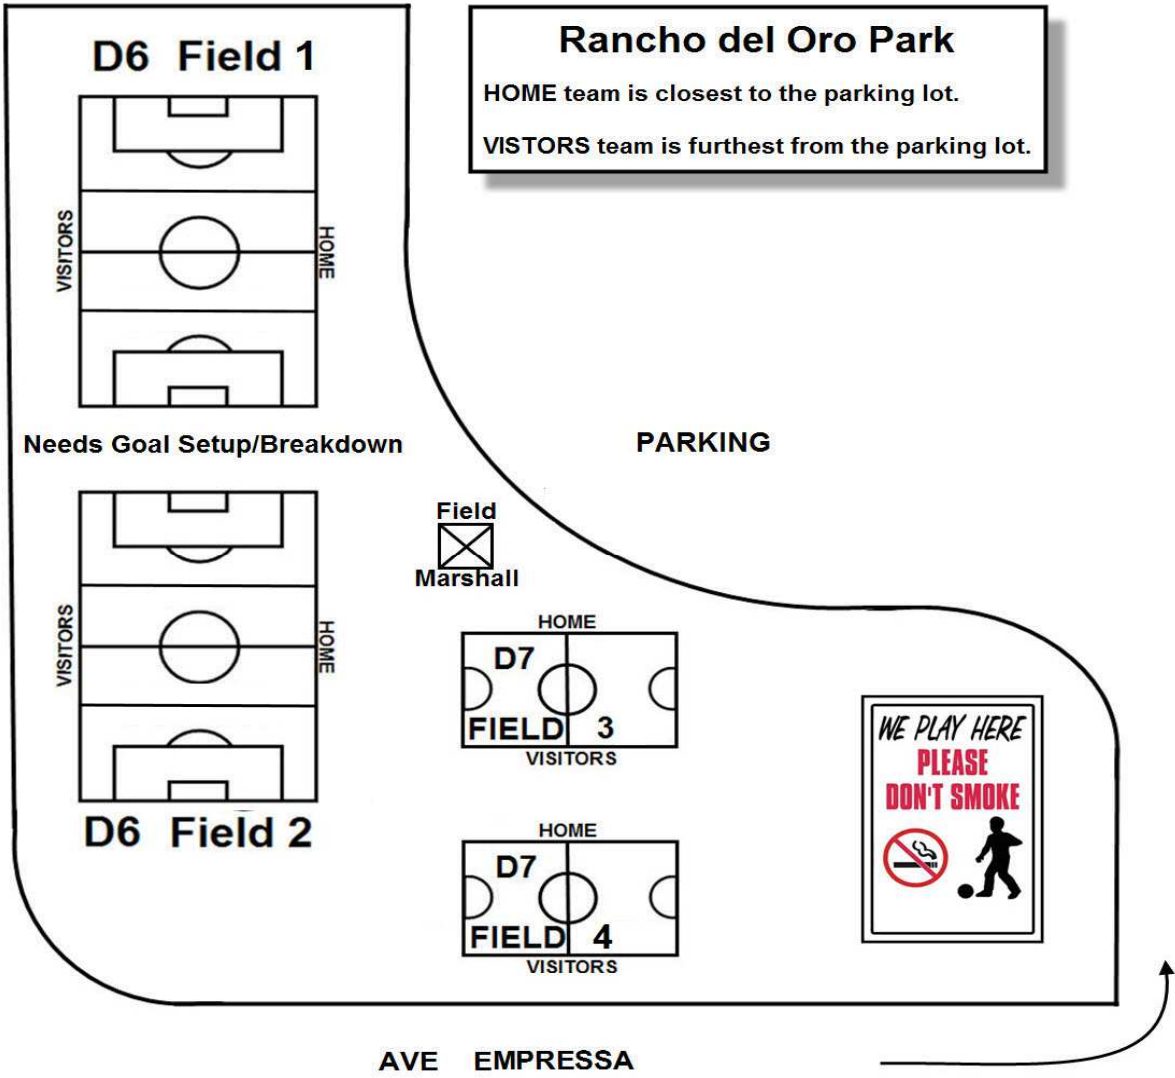 D6 Field 1
Rancho del Oro Park
HOME team is closest to the parking lot.
VISTORS team is furthest from the parking lot.
VISITORS
HOME
Needs Goal Setup/Breakdown
PARKING
Field
Marshall
VISITORS
HOME
D6 Field 2
HOME
D7
FIELD 3
VISITORS
HOME
D7
FIELD 4
VISITORS
WE PLAY HERE
PLEASE
DON'T SMOKE
AVE EMPRESSA